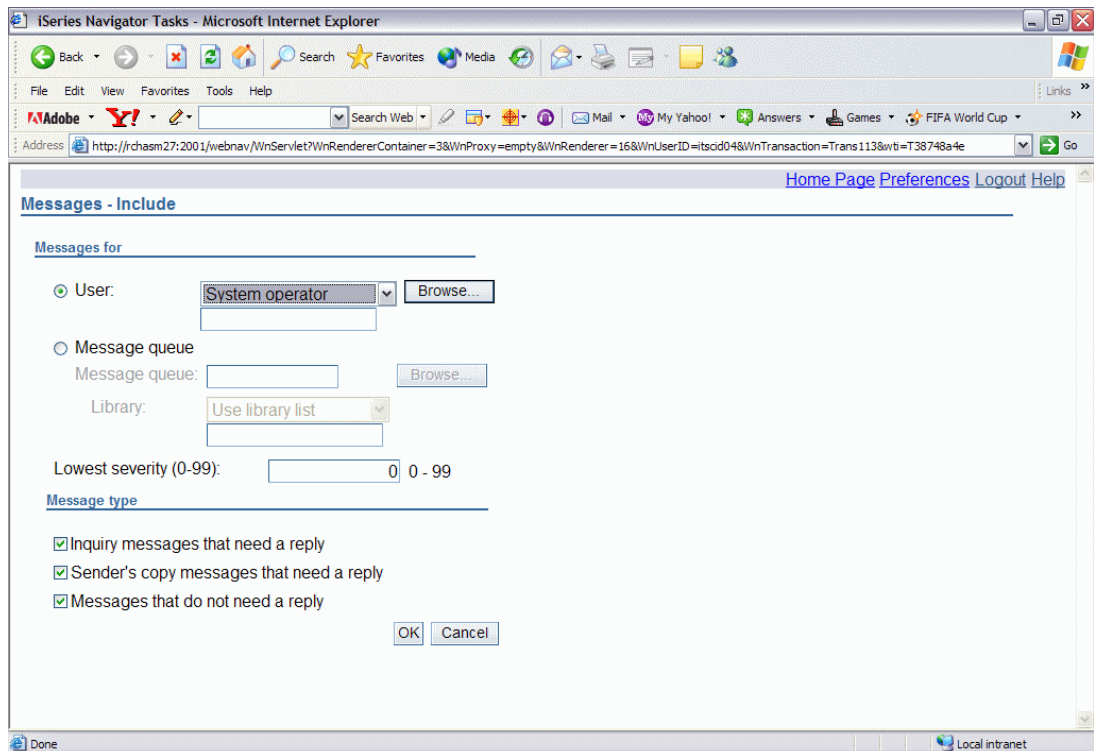 iSeries Navigator Tasks - Microsoft Internet Explorer
Back Search Favorites Media
File Edit View Favorites Tools Help Links »
Adobe Y! Search Web Mail My My Yahoo! Answers Games FIFA World Cup »
Address http://rchasm27:2001/webnav/WnServlet?WnRendererContainer=3&WnProxy=empty&WnRenderer=16&WnUserID=itscid04&WnTransaction=Trans113&wti=T38748a4e Go
Home Page Preferences Logout Help
Messages - Include
Messages for
User: System operator Browse...
Message queue
Message queue: Browse...
Library: Use library list
Lowest severity (0-99): 0 0 - 99
Message type
Inquiry messages that need a reply
Sender's copy messages that need a reply
Messages that do not need a reply
OK Cancel
Done Local intranet